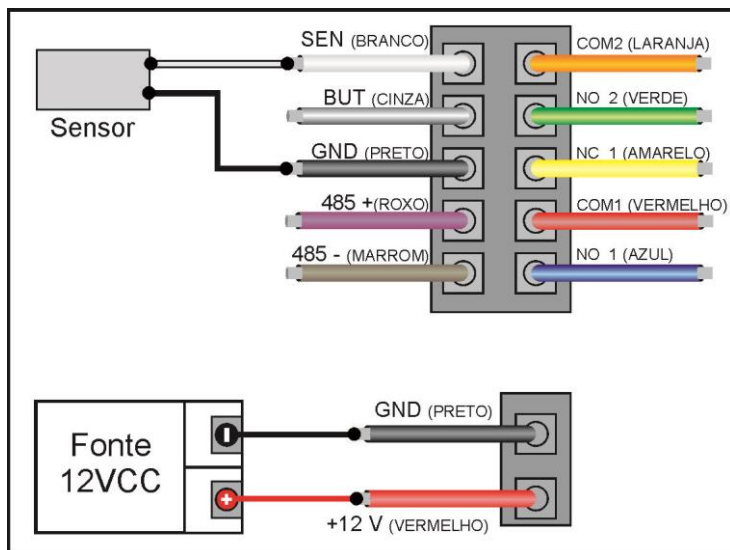 SEN (BRANCO)
COM2 (LARANJA)
BUT (CINZA)
NO 2 (VERDE)
Sensor
GND (PRETO)
NC 1 (AMARELO)
485 +(ROXO)
COM1 (VERMELHO)
485 - (MARROM)
NO 1 (AZUL)
GND (PRETO)
Fonte
12VCC
+12 V (VERMELHO)